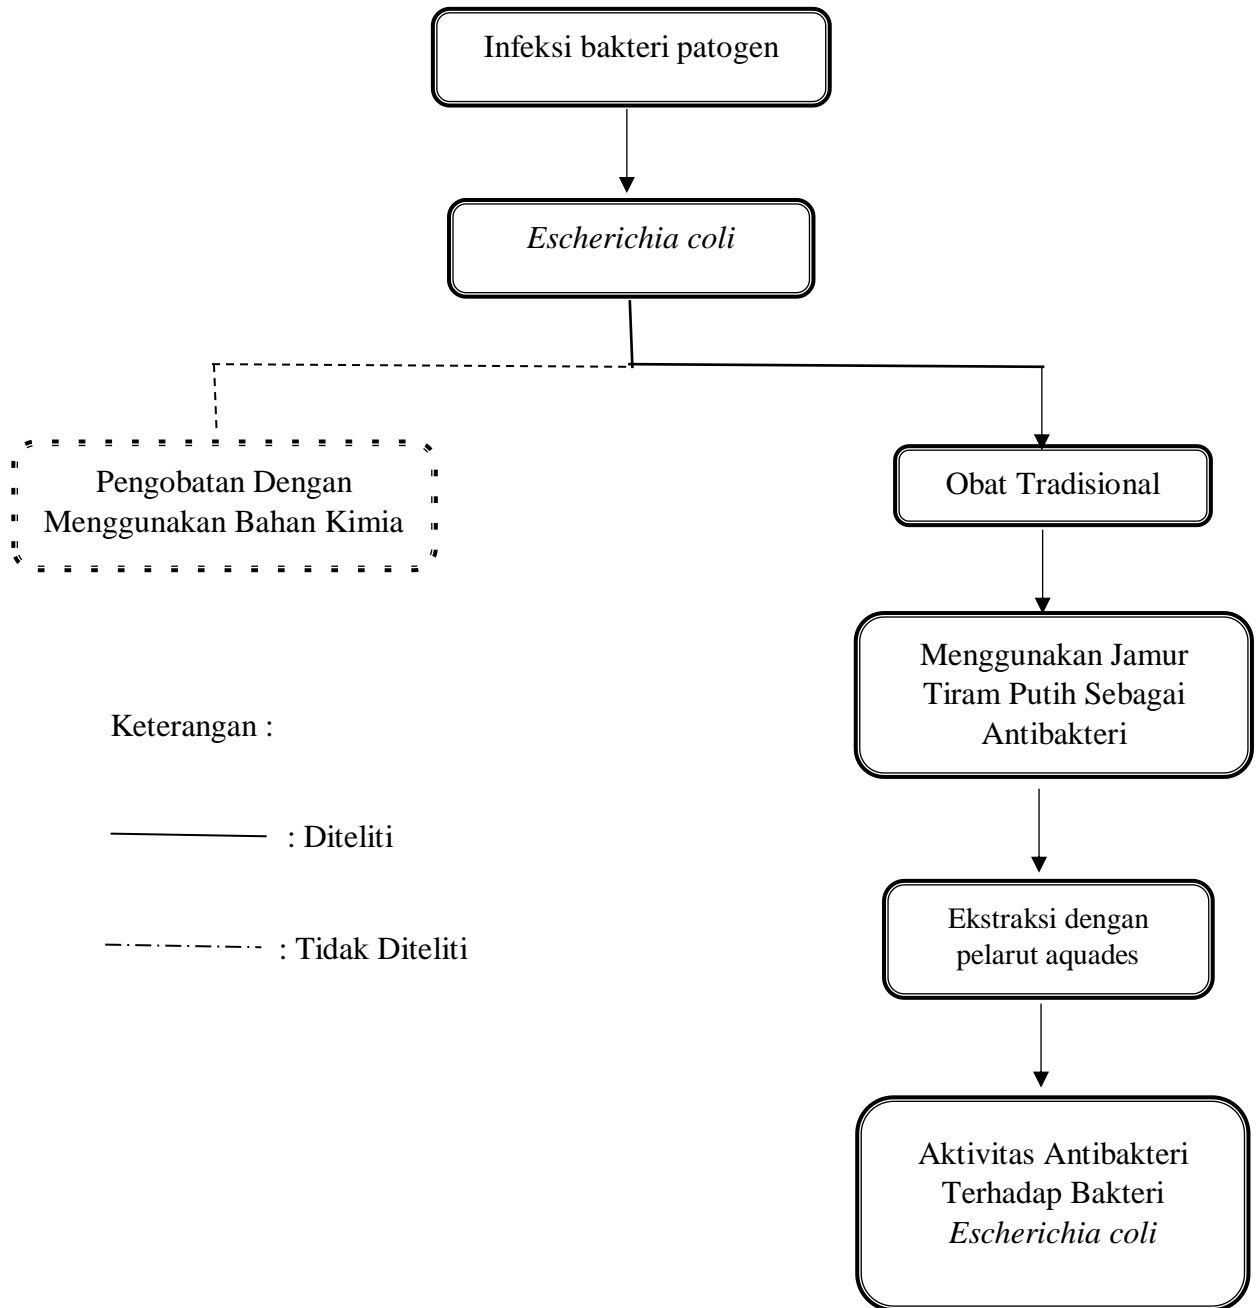 Infeksi bakteri patogen
Escherichia coli
Pengobatan Dengan
Menggunakan Bahan Kimia
Obat Tradisional
Menggunakan Jamur
Tiram Putih Sebagai
Antibakteri
Keterangan :
: Diteliti
: Tidak Diteliti
Ekstraksi dengan
pelarut aquades
Aktivitas Antibakteri
Terhadap Bakteri
Escherichia coli